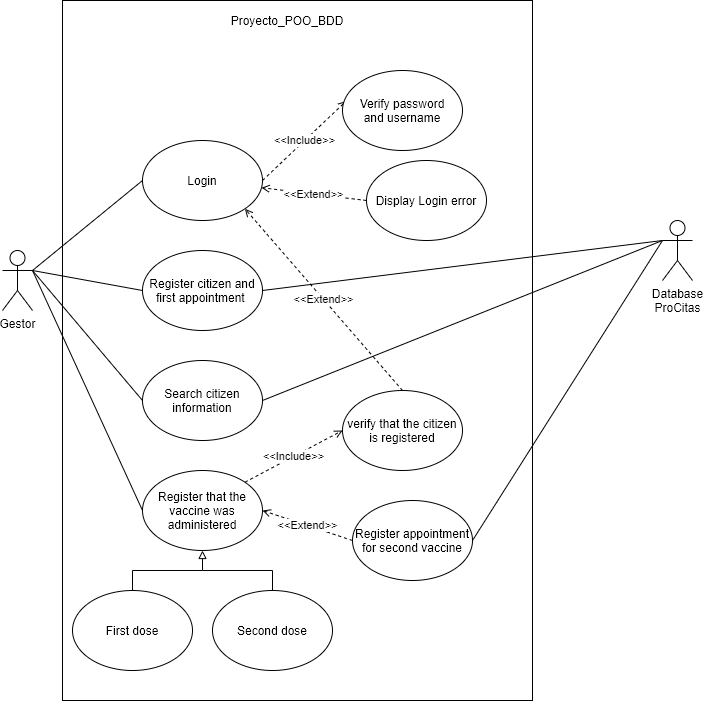 Proyecto_POO_BDD
Verify password
and username
<<Include>>
Login
<<Extend>>
Display Login error
Register citizen and
first appointment
<<Extend>>
Gestor
Database
ProCitas
Search citizen
information
verify that the citizen
is registered
<<Include>>
Register that the
vaccine was
administered
<<Extend>>
Register appointment
for second vaccine
First dose
Second dose